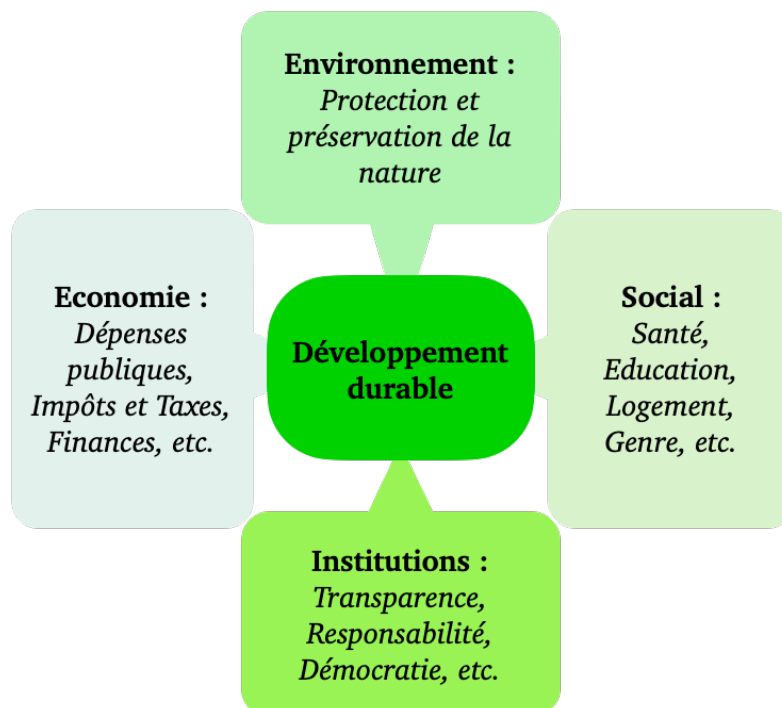 Environnement :
Protection et
préservation de la
nature
Economie :
Dépenses
publiques,
Impôts et Taxes,
Finances, etc.
Développement
durable
Social :
Santé,
Education,
Logement,
Genre, etc.
Institutions :
Transparence,
Responsabilité,
Démocratie, etc.